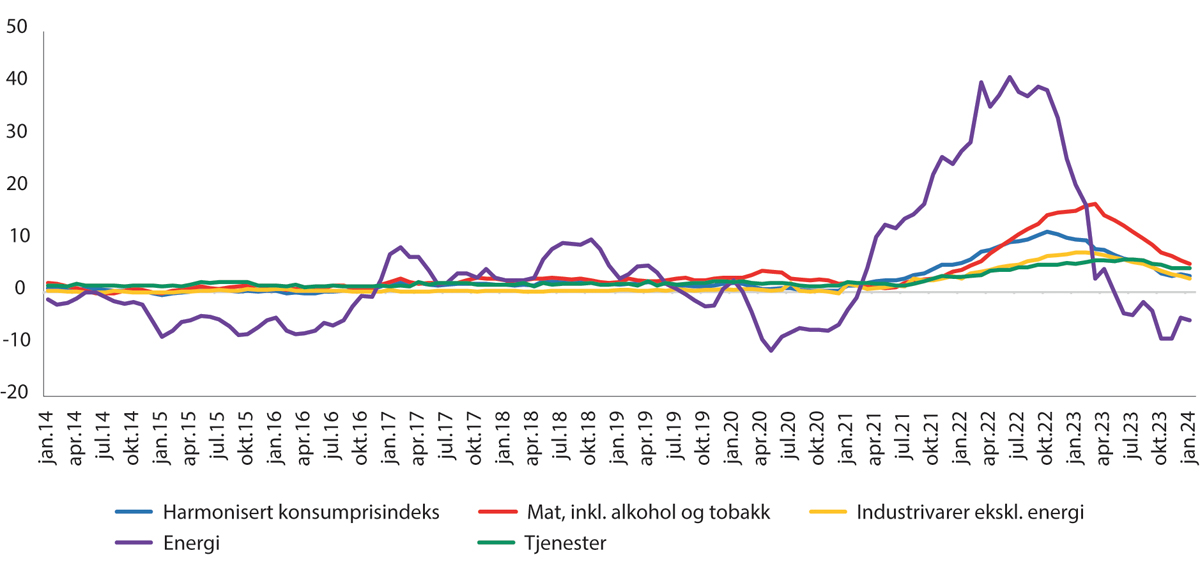 50
40
30
20
10
0
-10
-20
jan.14 apr.14 jul.14 okt.14 jan.15 apr.15 jul.15 okt.15 jan.16 apr.16 jul.16 okt.16 jan.17 apr.17 jul.17 okt.17 jan.18 apr.18 jul.18 okt.18 jan.19 apr.19 jul.19 okt.19 jan.20 apr.20 jul.20 okt.20 jan.21 apr.21 jul.21 okt.21 jan.22 apr.22 jul.22 okt.22 jan.23 apr.23 jul.23 okt.23 jan.24
Harmonisert konsumprisindeks Mat, inkl. alkohol og tobakk Industrivarer ekskl. energi
Energi Tjenester